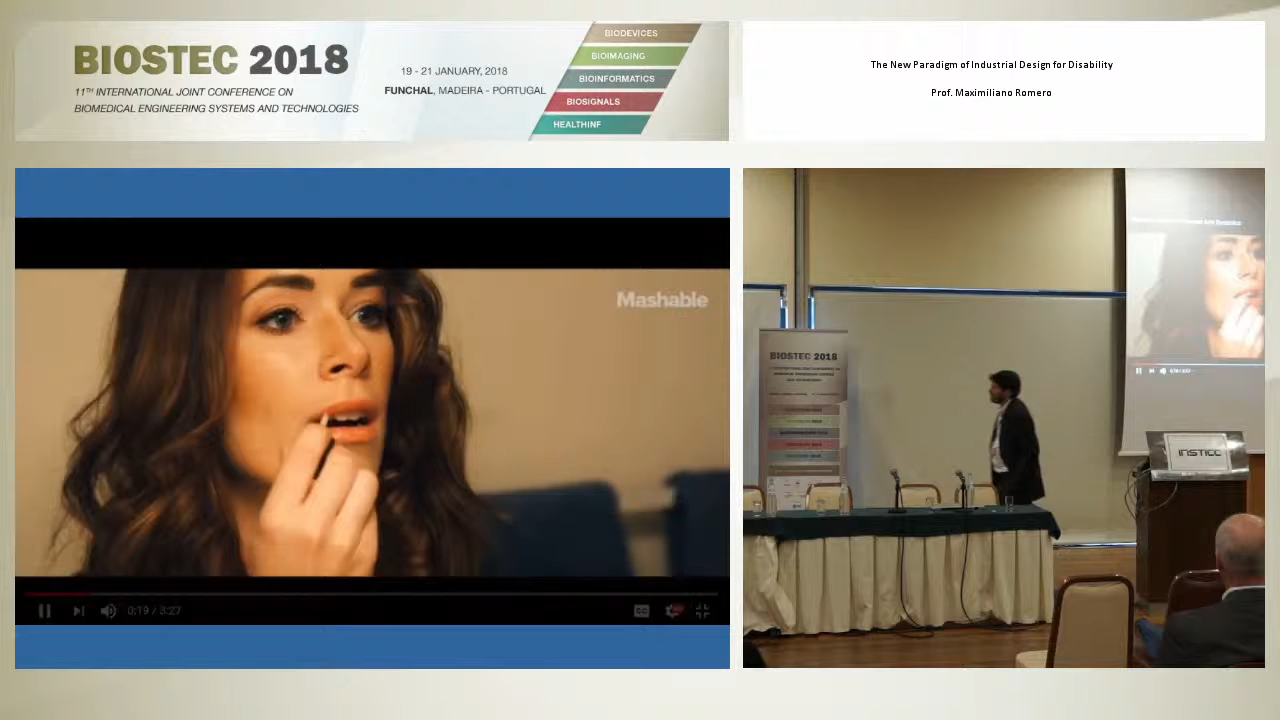 BIOSTEC 2018
11TH INTERNATIONAL JOINT CONFERENCE ON
BIOMEDICAL ENGINEERING SYSTEMS AND TECHNOLOGIES
19 - 21 JANUARY, 2018
FUNCHAL, MADEIRA - PORTUGAL
BIODEVICES
BIOIMAGING
BIOINFORMATICS
BIOSIGNALS
HEALTHINF
The New Paradigm of Industrial Design for Disability
Prof. Maximiliano Romero
Mashable
0:19 / 3:27
CC
BIOSTEC 2018
INSTICC